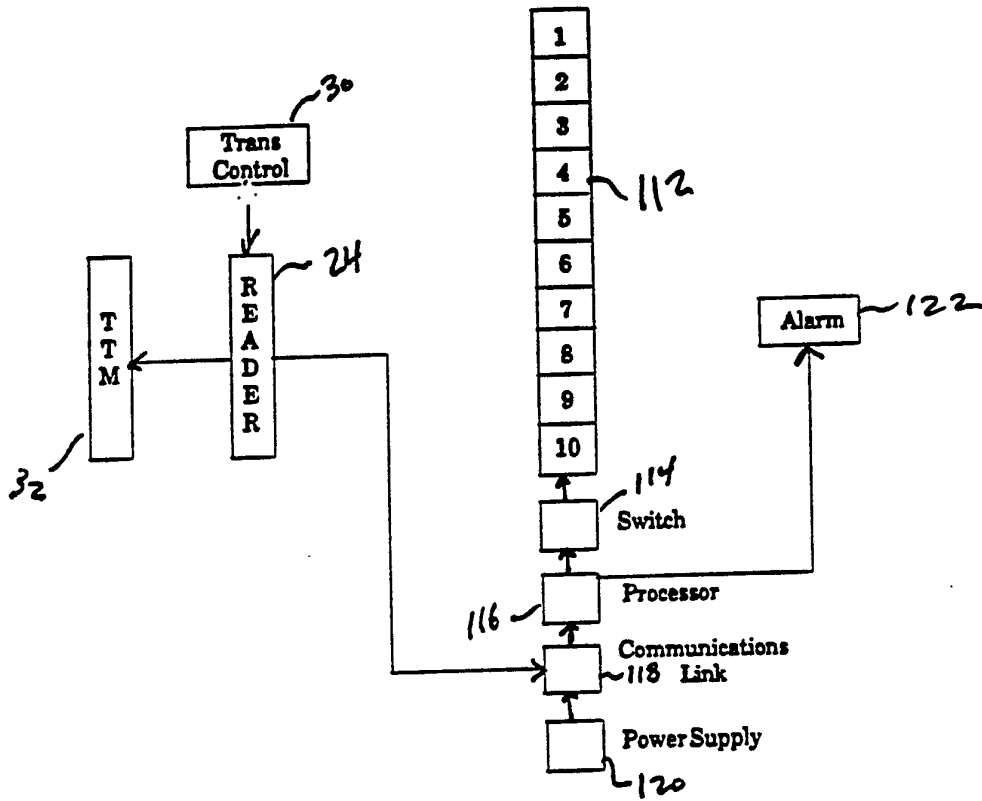 1
2
30
Trans
Control
3
4
112
5
24
6
T
T
M
R
E
A
D
E
R
7
122
Alarm
8
9
10
32
114
Switch
116
Processor
Communications
118 Link
Power Supply
120